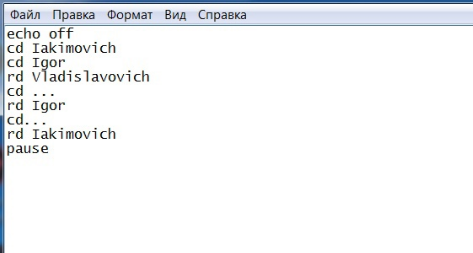 Файл Правка Формат Вид Справка
echo off
cd Iakimovich
cd Igor
rd Vladislavovich
cd ...
rd Igor
cd...
rd Iakimovich
pause